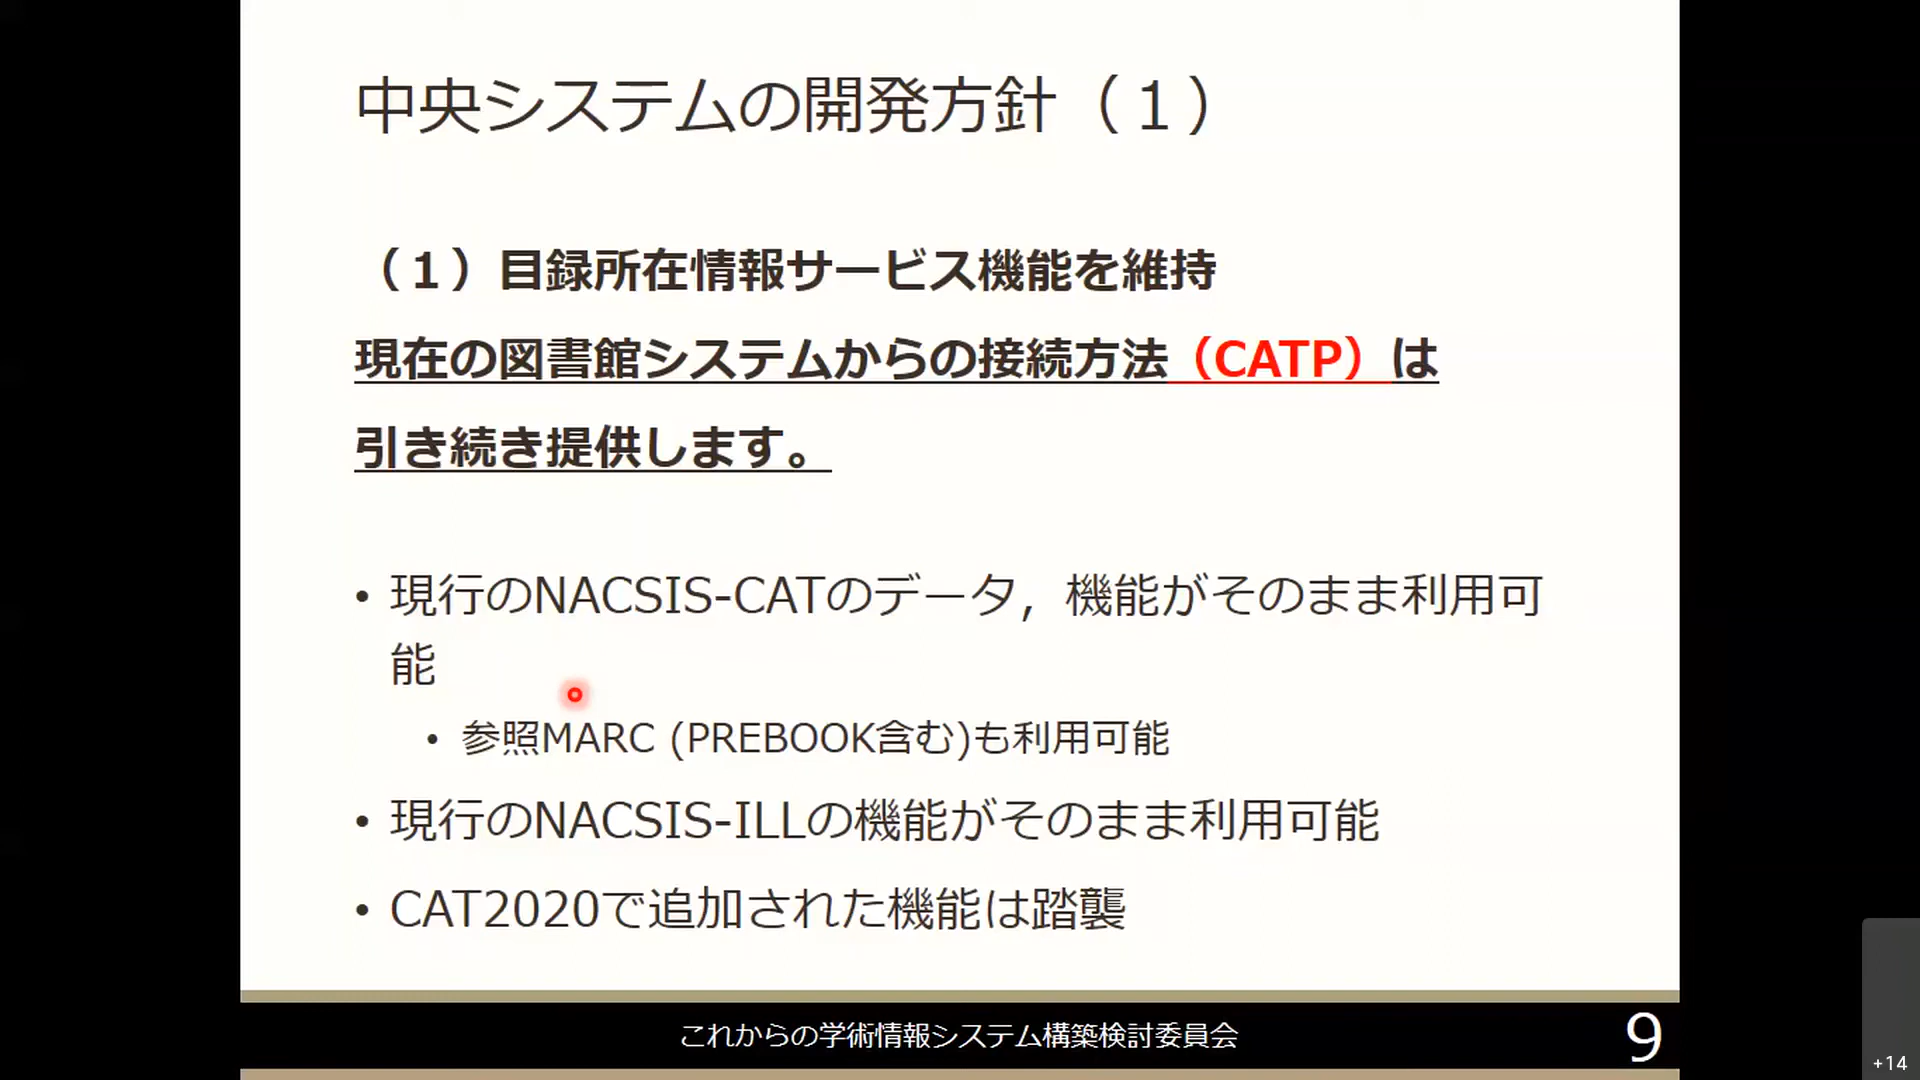 中央システムの開発方針（１）
（１）目録所在情報サービス機能を維持
現在の図書館システムからの接続方法（CATP）は
引き続き提供します。
• 現行のNACSIS-CATのデータ，機能がそのまま利用可
能
• 参照MARC (PREBOOK含む)も利用可能
• 現行のNACSIS-ILLの機能がそのまま利用可能
• CAT2020で追加された機能は踏襲
これからの学術情報システム構築検討委員会
9
+14